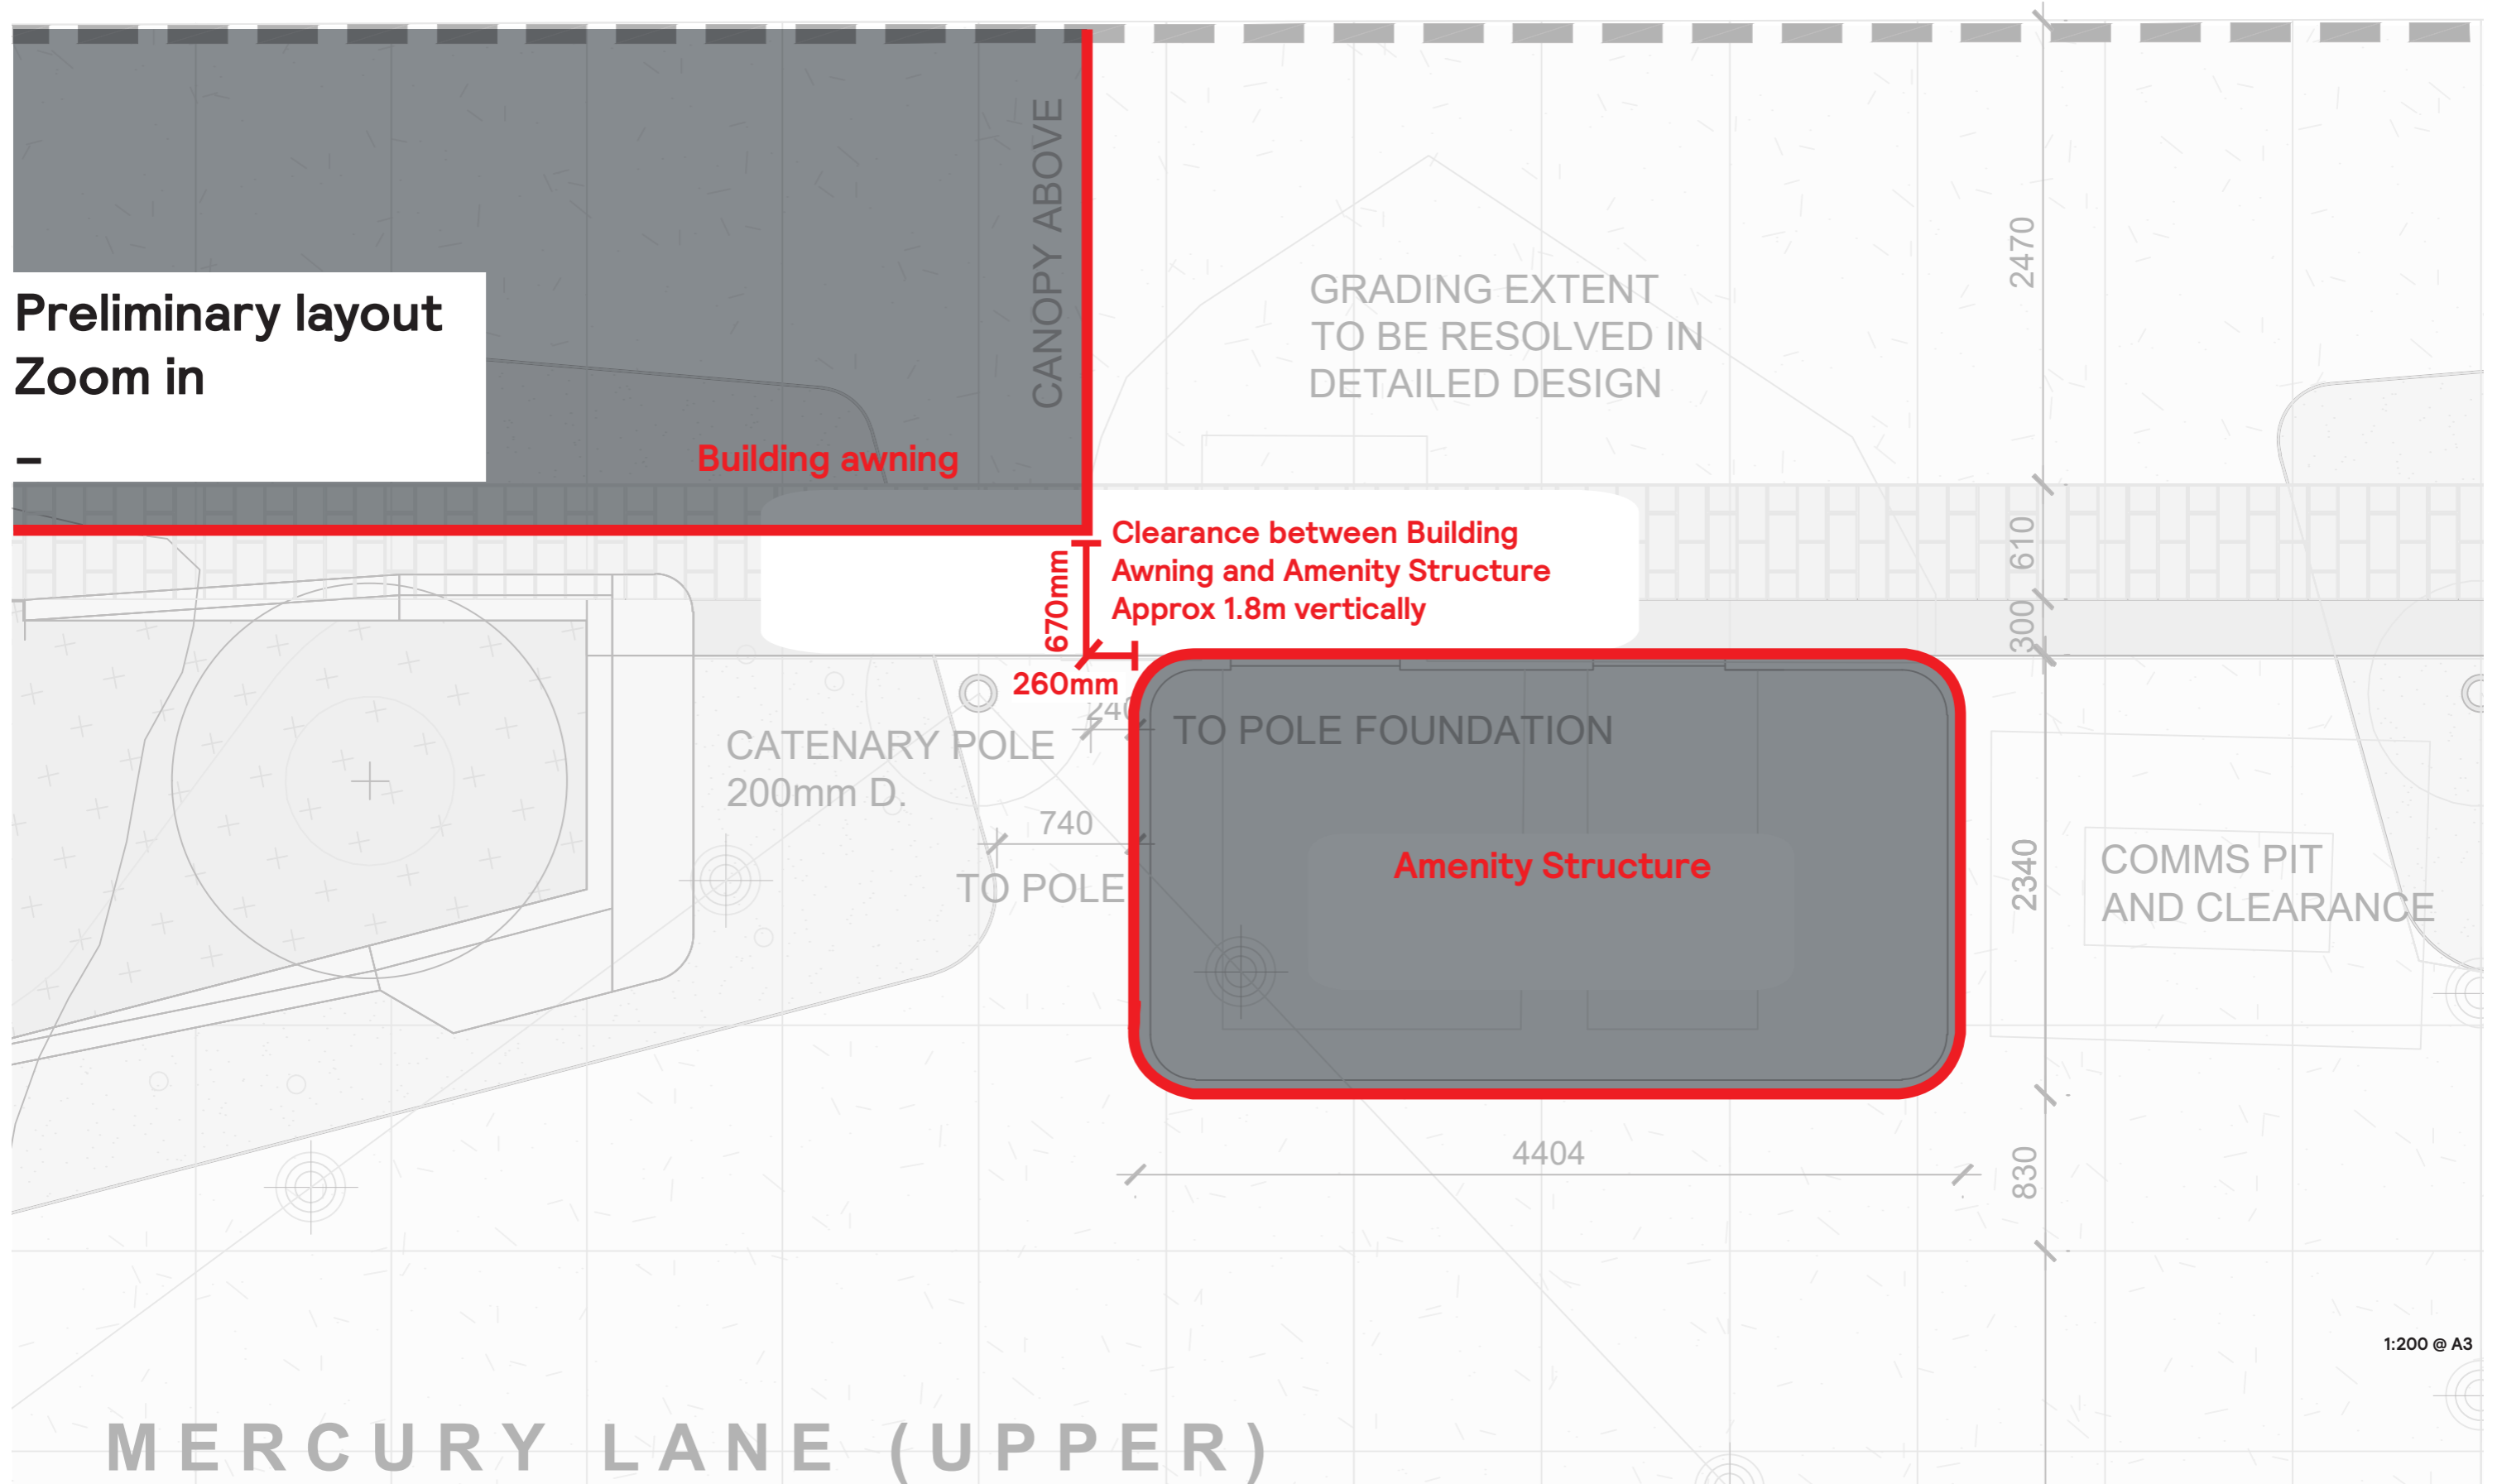 Preliminary layout
Zoom in
–
CANOPY ABOVE
Building awning
GRADING EXTENT
TO BE RESOLVED IN
DETAILED DESIGN
2470
Clearance between Building
Awning and Amenity Structure
Approx 1.8m vertically
670mm
260mm
610
300
CATENARY POLE
200mm D.
TO POLE FOUNDATION
740
TO POLE
Amenity Structure
2340
COMMS PIT
AND CLEARANCE
4404
830
1:200 @ A3
MERCURY LANE (UPPER)